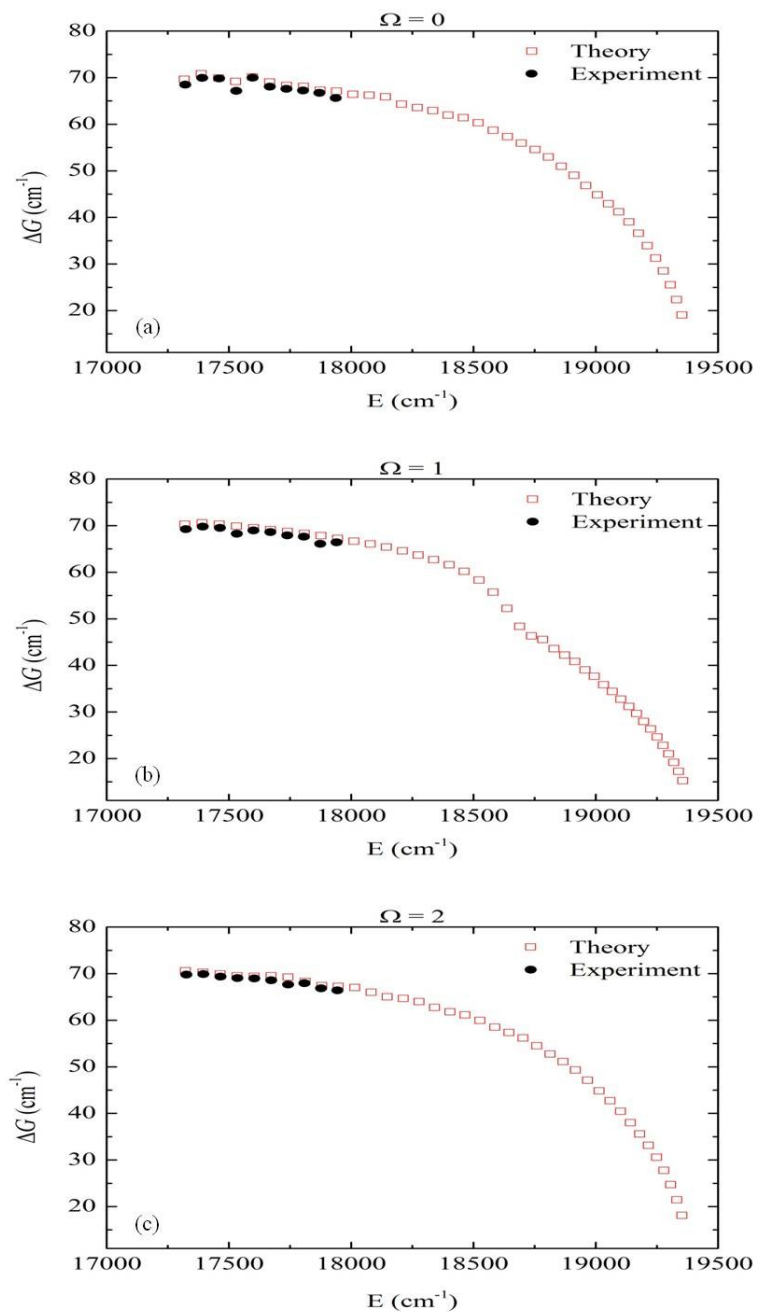 Ω = 0
80
70
60
50
40
30
20
ΔG (cm⁻¹)
Theory
Experiment
(a)
17000 17500 18000 18500 19000 19500
E (cm⁻¹)
Ω = 1
80
70
60
50
40
30
20
ΔG (cm⁻¹)
Theory
Experiment
(b)
17000 17500 18000 18500 19000 19500
E (cm⁻¹)
Ω = 2
80
70
60
50
40
30
20
ΔG (cm⁻¹)
Theory
Experiment
(c)
17000 17500 18000 18500 19000 19500
E (cm⁻¹)